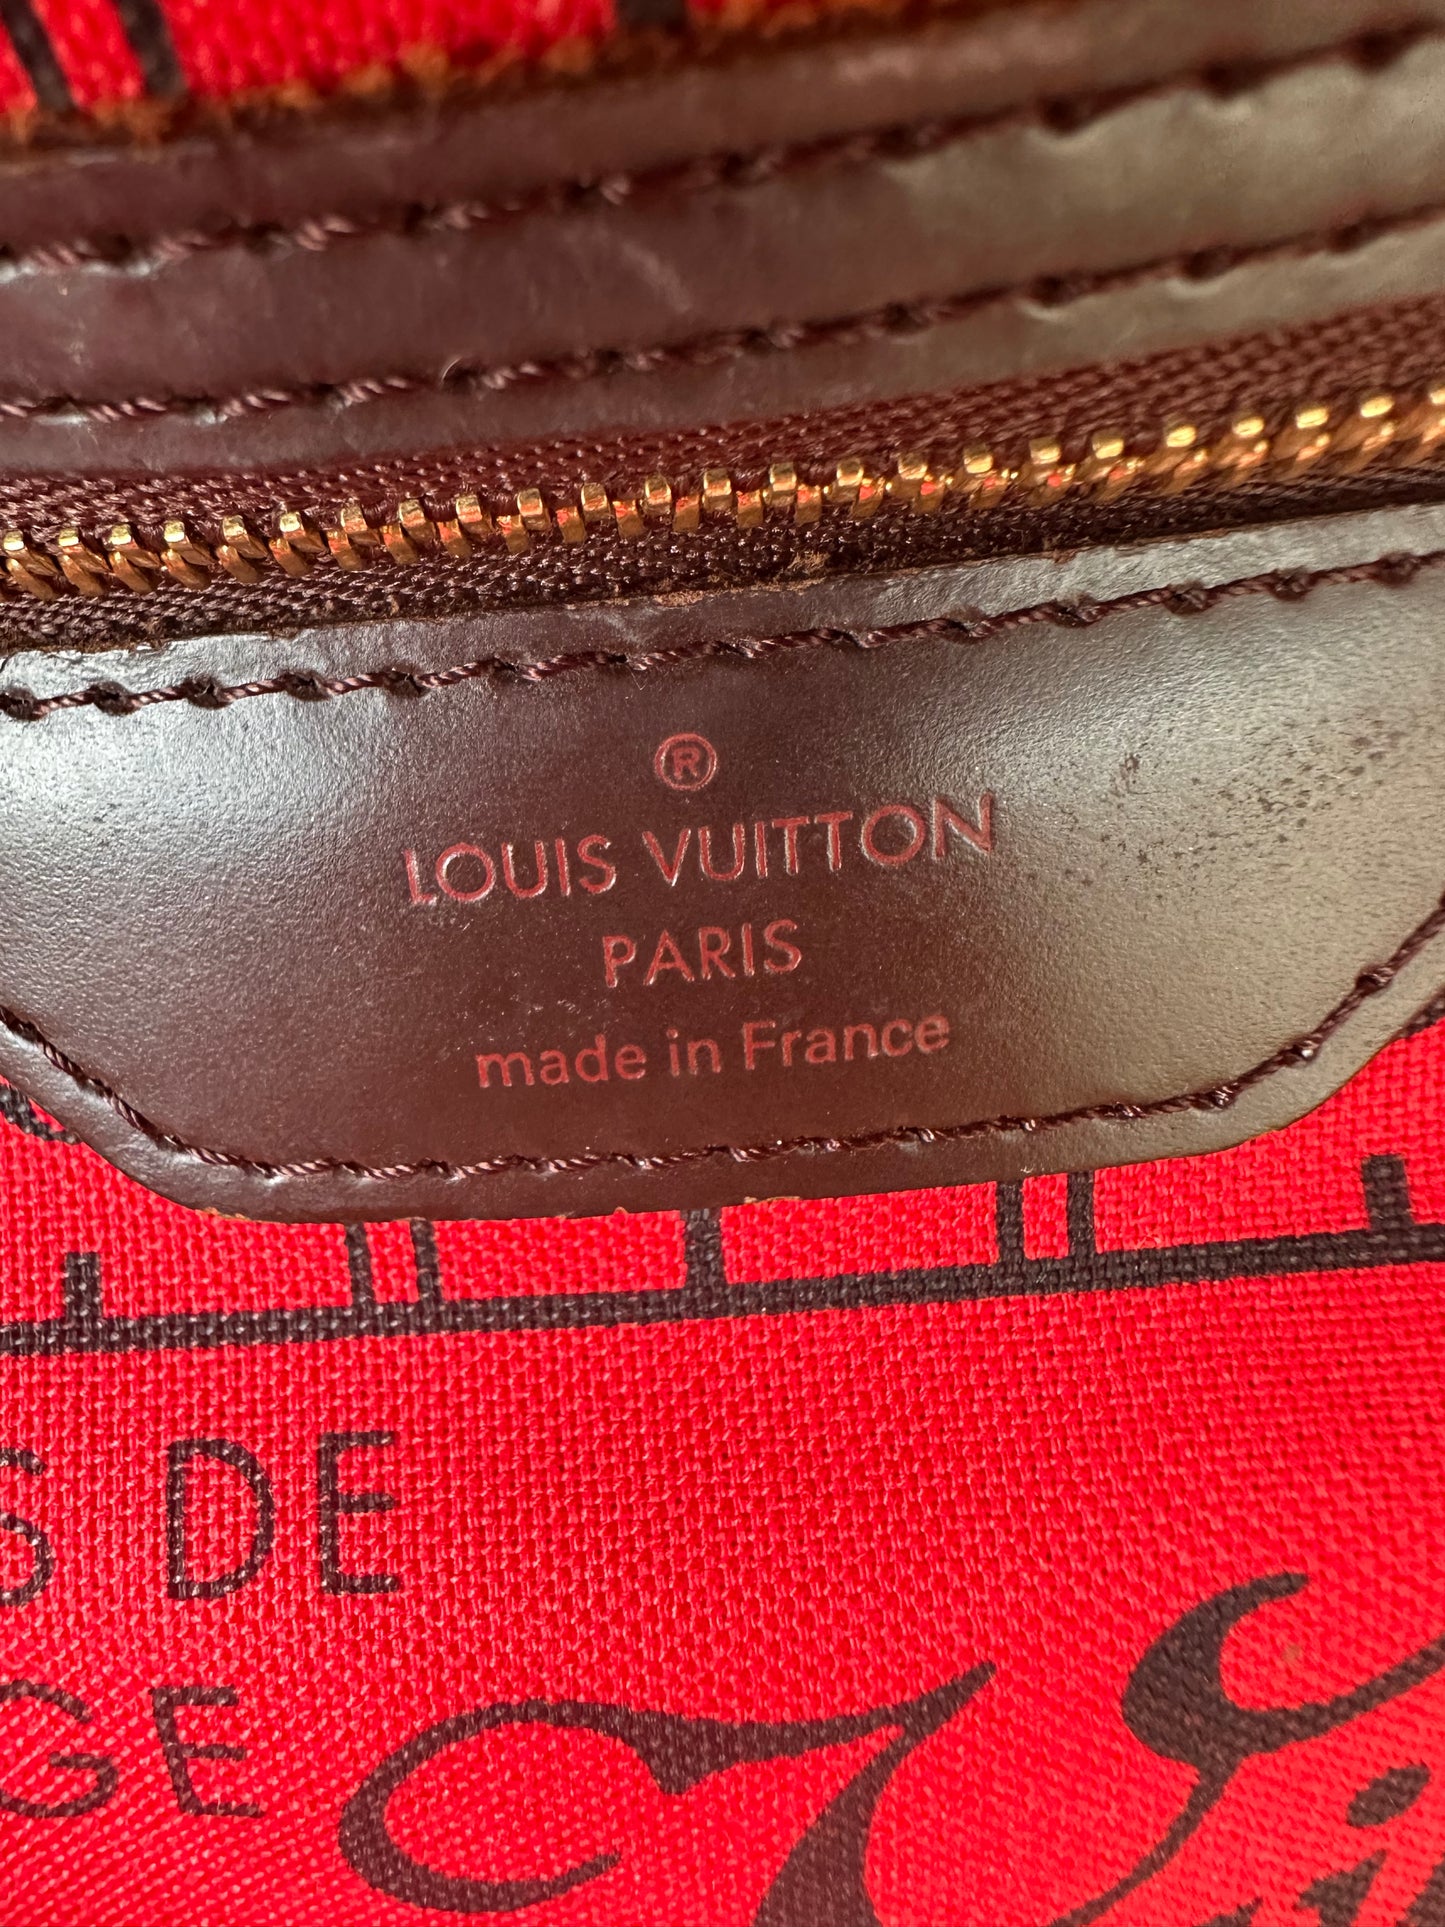 ®
LOUIS VUITTON
PARIS
made in France
S DE
GE